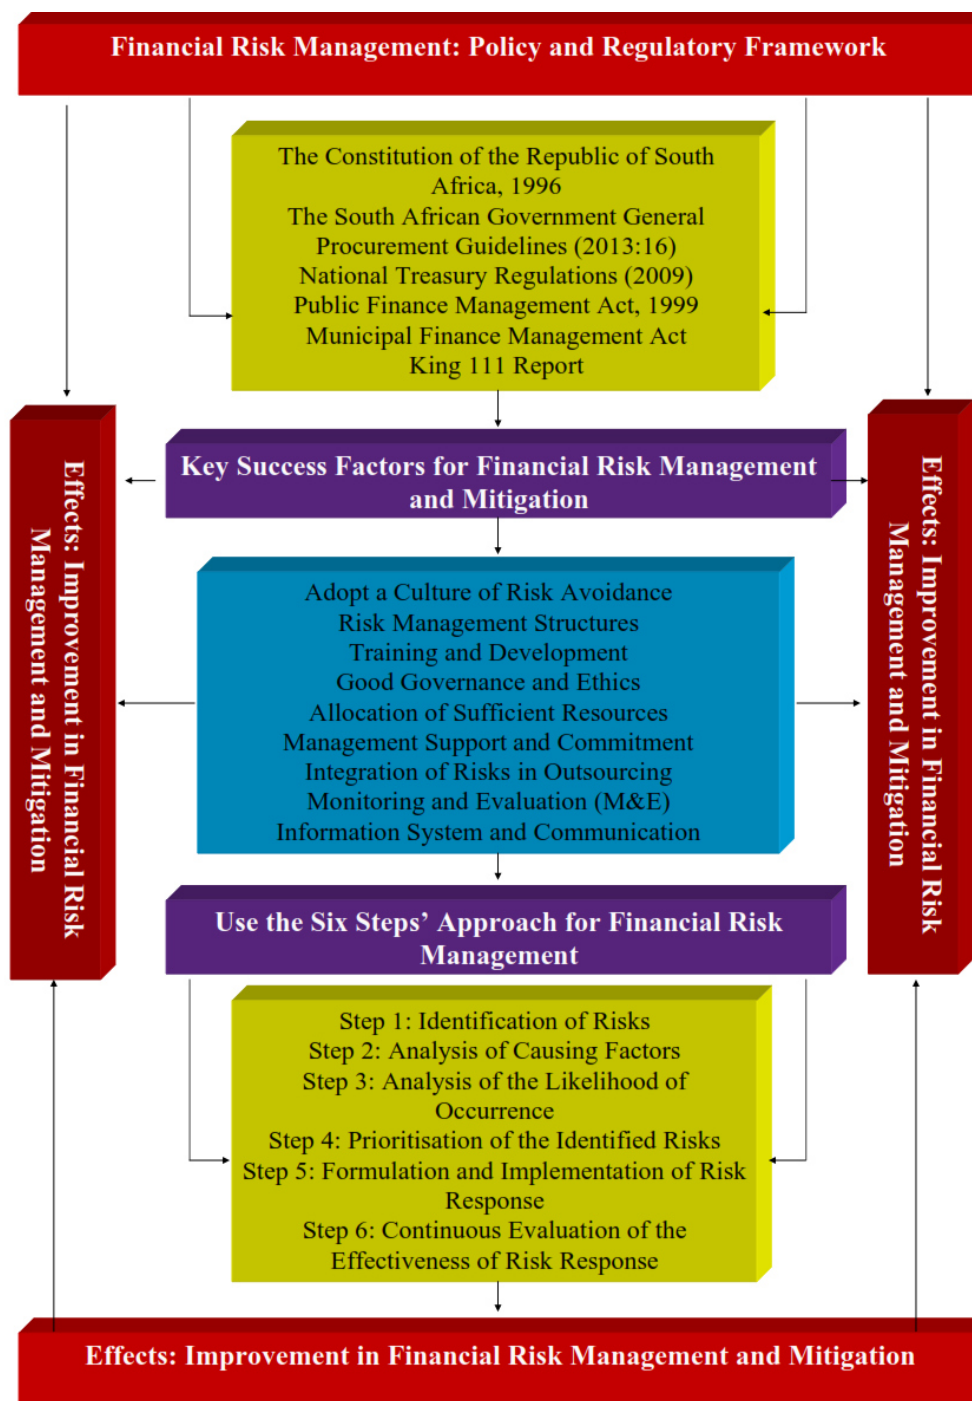 Financial Risk Management: Policy and Regulatory Framework
The Constitution of the Republic of South
Africa, 1996
The South African Government General
Procurement Guidelines (2013:16)
National Treasury Regulations (2009)
Public Finance Management Act, 1999
Municipal Finance Management Act
King 111 Report
Key Success Factors for Financial Risk Management
and Mitigation
Effects: Improvement in Financial Risk
Management and Mitigation
Effects: Improvement in Financial Risk
Management and Mitigation
Adopt a Culture of Risk Avoidance
Risk Management Structures
Training and Development
Good Governance and Ethics
Allocation of Sufficient Resources
Management Support and Commitment
Integration of Risks in Outsourcing
Monitoring and Evaluation (M&E)
Information System and Communication
Use the Six Steps’ Approach for Financial Risk
Management
Step 1: Identification of Risks
Step 2: Analysis of Causing Factors
Step 3: Analysis of the Likelihood of
Occurrence
Step 4: Prioritisation of the Identified Risks
Step 5: Formulation and Implementation of Risk
Response
Step 6: Continuous Evaluation of the
Effectiveness of Risk Response
Effects: Improvement in Financial Risk Management and Mitigation